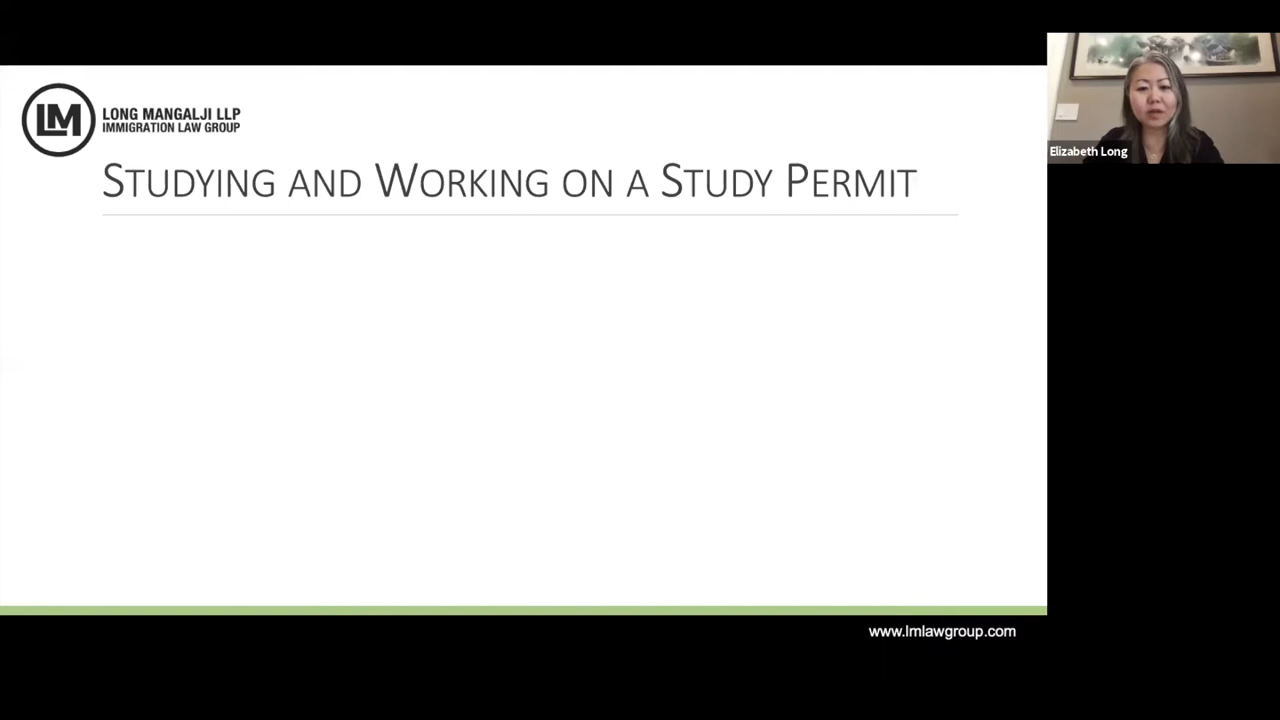 LM
LONG MANGALJI LLP
IMMIGRATION LAW GROUP
STUDYING AND WORKING ON A STUDY PERMIT
Elizabeth Long
www.lmlawgroup.com